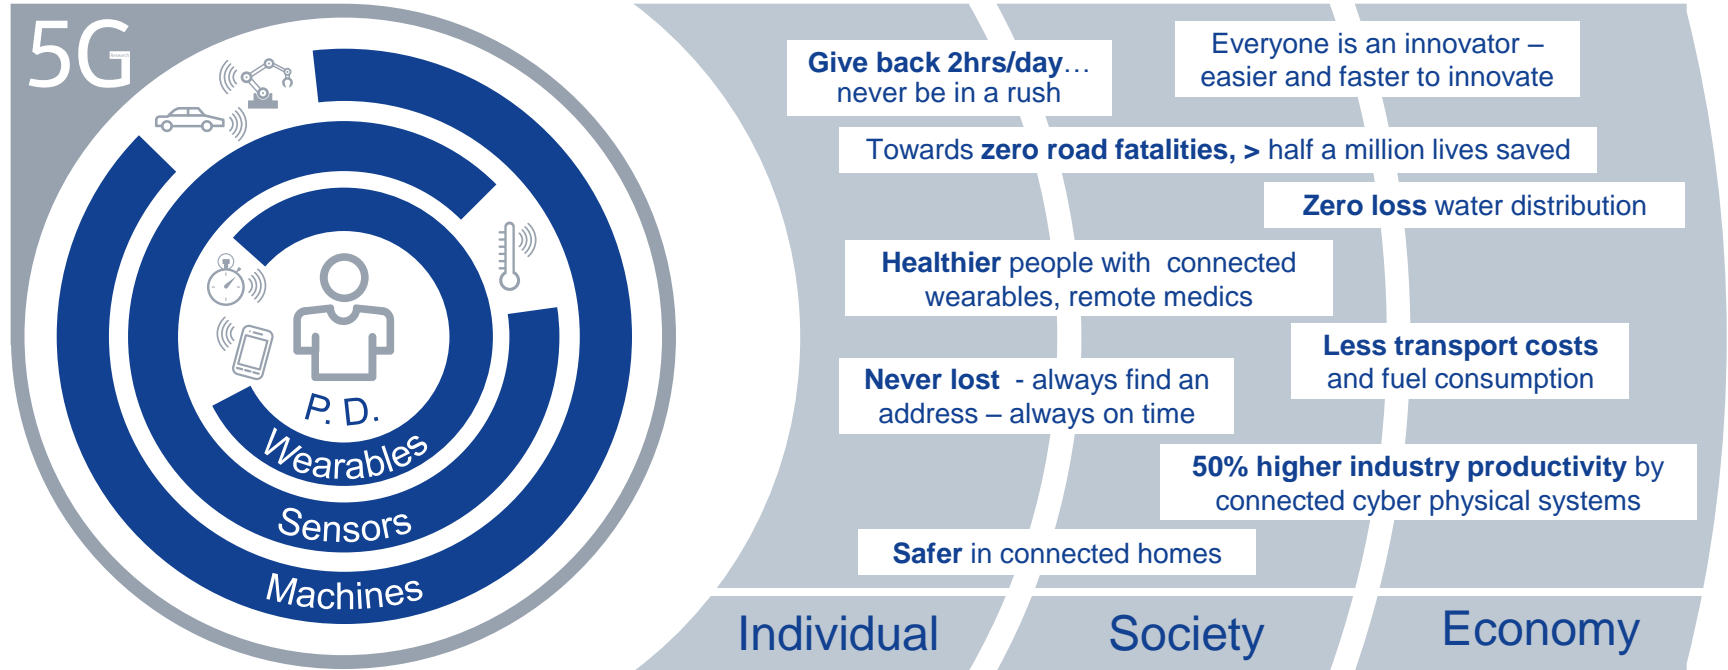 5G
P. D.
Wearables
Sensors
Machines
Give back 2hrs/day…
never be in a rush
Everyone is an innovator –
easier and faster to innovate
Towards zero road fatalities, > half a million lives saved
Zero loss water distribution
Healthier people with connected
wearables, remote medics
Less transport costs
and fuel consumption
Never lost - always find an
address – always on time
50% higher industry productivity by
connected cyber physical systems
Safer in connected homes
Individual
Society
Economy